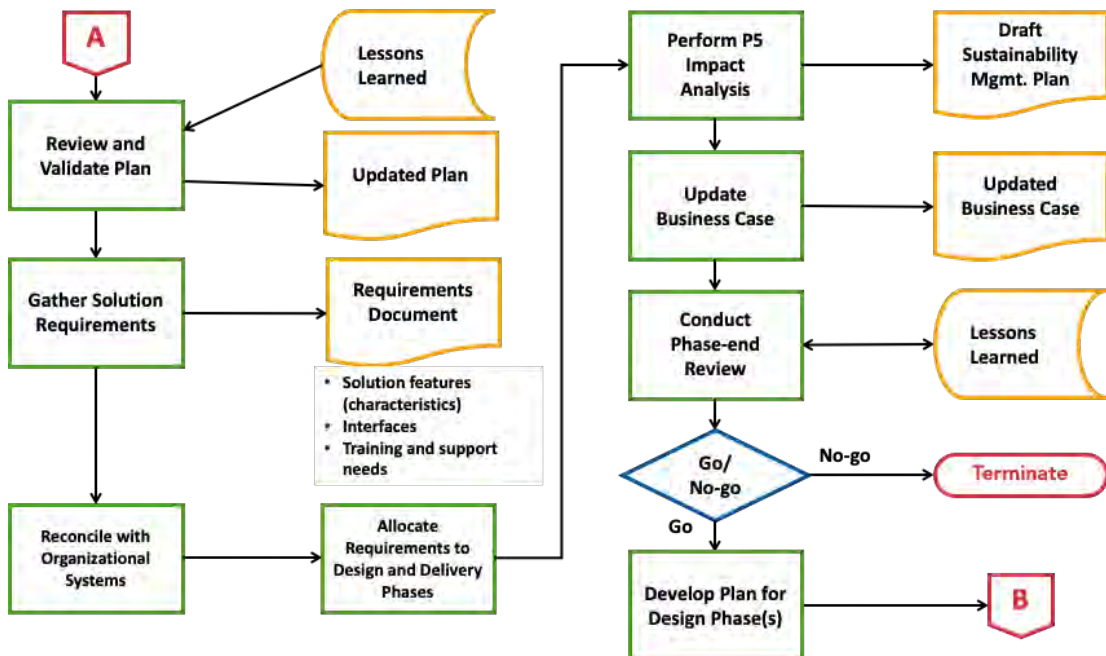 A
Lessons
Learned
Review and
Validate Plan
Updated Plan
Gather Solution
Requirements
Requirements
Document
• Solution features
(characteristics)
• Interfaces
• Training and support
needs
Reconcile with
Organizational
Systems
Allocate
Requirements to
Design and Delivery
Phases
Perform P5
Impact
Analysis
Draft
Sustainability
Mgmt. Plan
Update
Business Case
Updated
Business Case
Conduct
Phase-end
Review
Lessons
Learned
Go/
No-go
No-go
Terminate
Go
Develop Plan for
Design Phase(s)
B